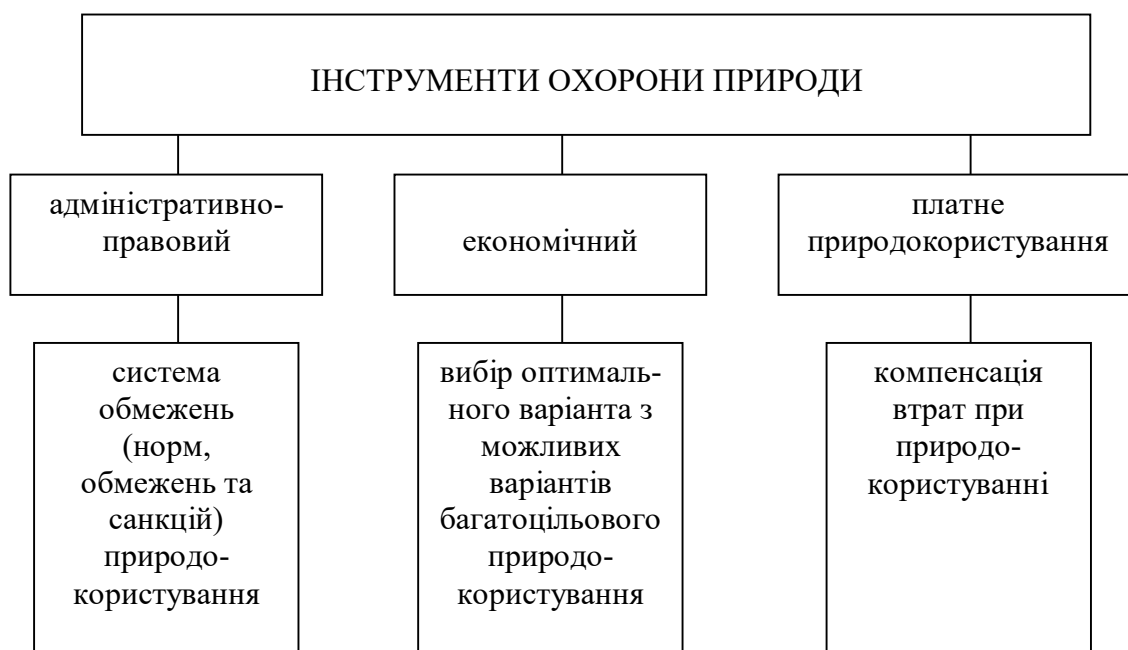 ІНСТРУМЕНТИ ОХОРОНИ ПРИРОДИ
адміністративно-
правовий
економічний
платне
природокористування
система
обмежень
(норм,
обмежень та
санкцій)
природо-
користування
вибір оптималь-
ного варіанта з
можливих
варіантів
багатоцільового
природо-
користування
компенсація
втрат при
природо-
користуванні